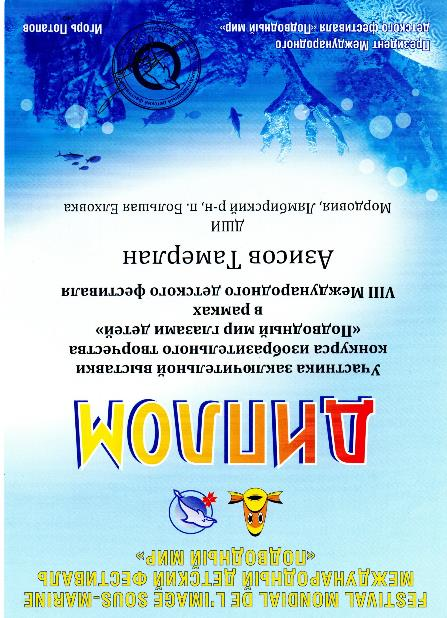 FESTIVAL MONDIAL DE L'IMAGE SOUS-MARINE
МЕЖДУНАРОДНЫЙ ДЕТСКИЙ ФЕСТИВАЛЬ
«ПОДВОДНЫЙ МИР»
ДИПЛОМ
Участника заключительной выставки
конкурса изобразительного творчества
«Подводный мир глазами детей»
в рамках
VIII Международного детского фестиваля
Азисов Тамерлан
ДШИ
Мордовия, Лямбирский р-н, п. Большая Елховка
Президент Международного
детского фестиваля «Подводный мир»
Игорь Потапов